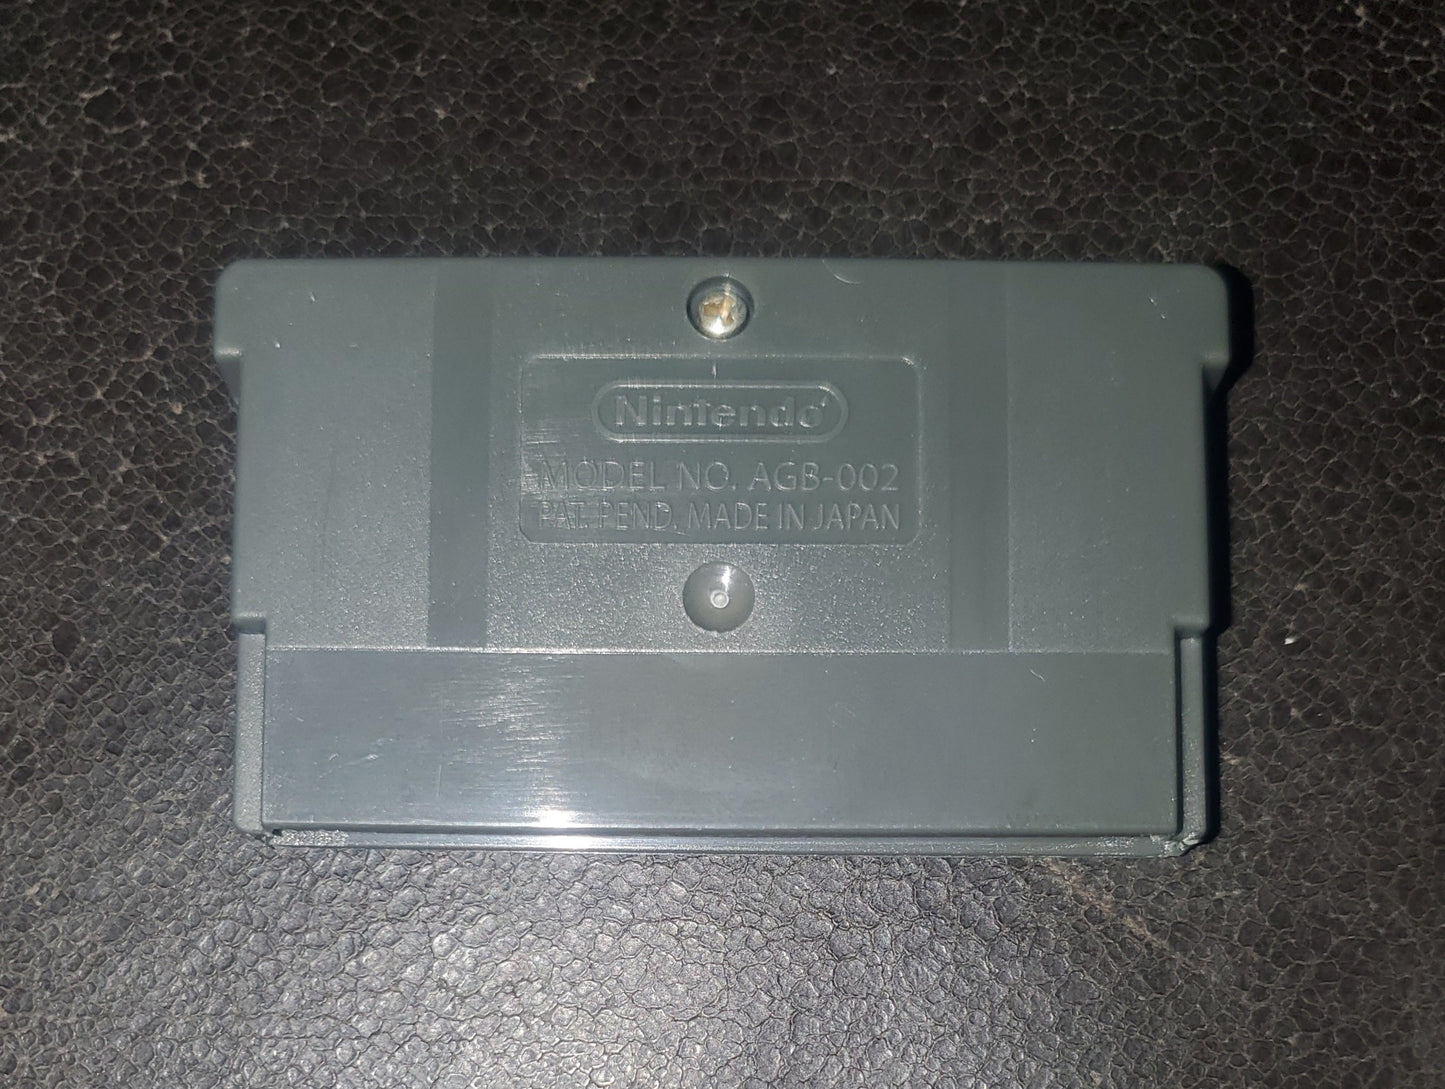 Nintendo
MODEL NO. AGB-002
PAT. PEND. MADE IN JAPAN